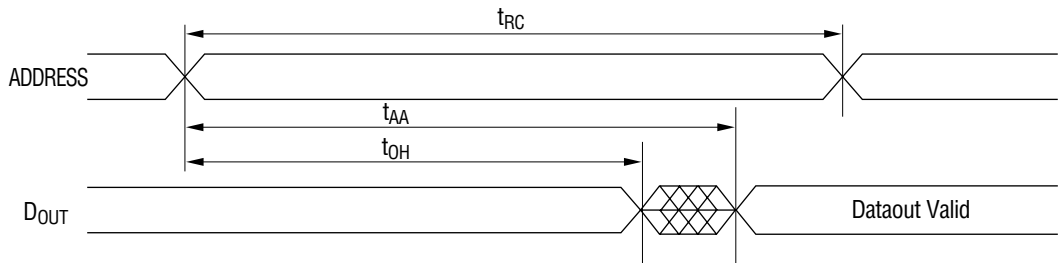 tRC
ADDRESS
tAA
tOH
DOUT
Dataout Valid